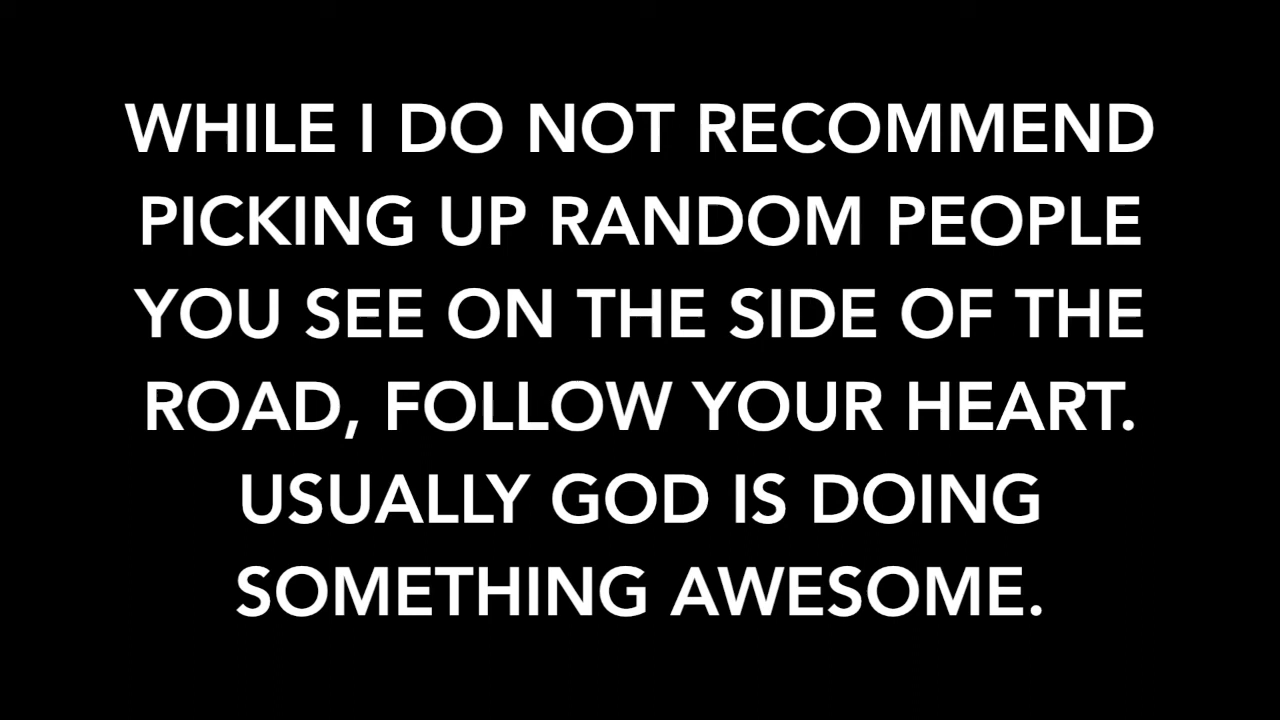 WHILE I DO NOT RECOMMEND
PICKING UP RANDOM PEOPLE
YOU SEE ON THE SIDE OF THE
ROAD, FOLLOW YOUR HEART.
USUALLY GOD IS DOING
SOMETHING AWESOME.